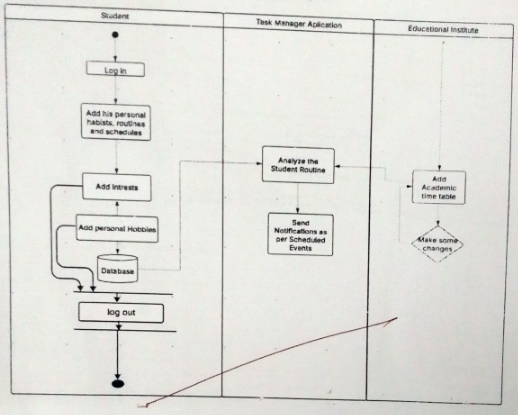 Student
Task Manager Aplication
Educational Institute
Log in
Add his personal
habists, routines
and schedules
Add Intrests
Add personal Hobbies
Database
log out
Analyze the
Student Routine
Send
Notifications as
per Scheduled
Events
Add
Academic
time table
Make some
changes